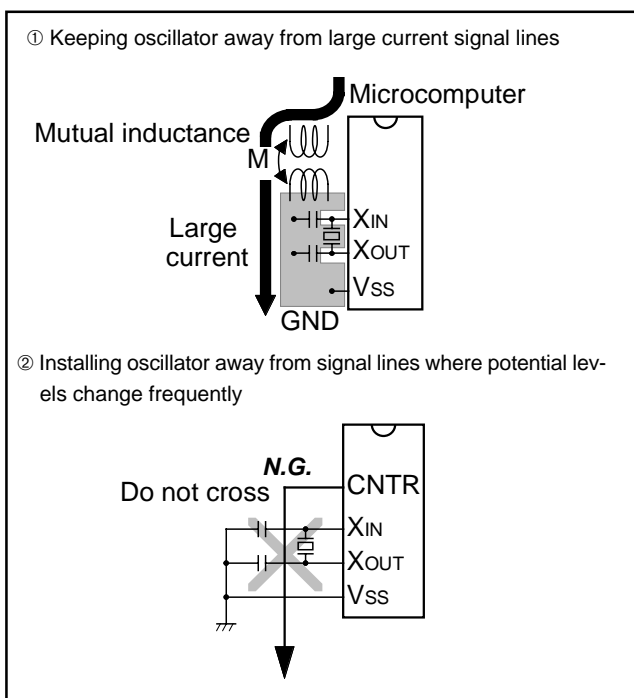 ① Keeping oscillator away from large current signal lines
Microcomputer
Mutual inductance
M
XIN
Large
current
XOUT
VSS
GND
② Installing oscillator away from signal lines where potential lev-
els change frequently
N.G.
Do not cross
CNTR
XIN
XOUT
VSS